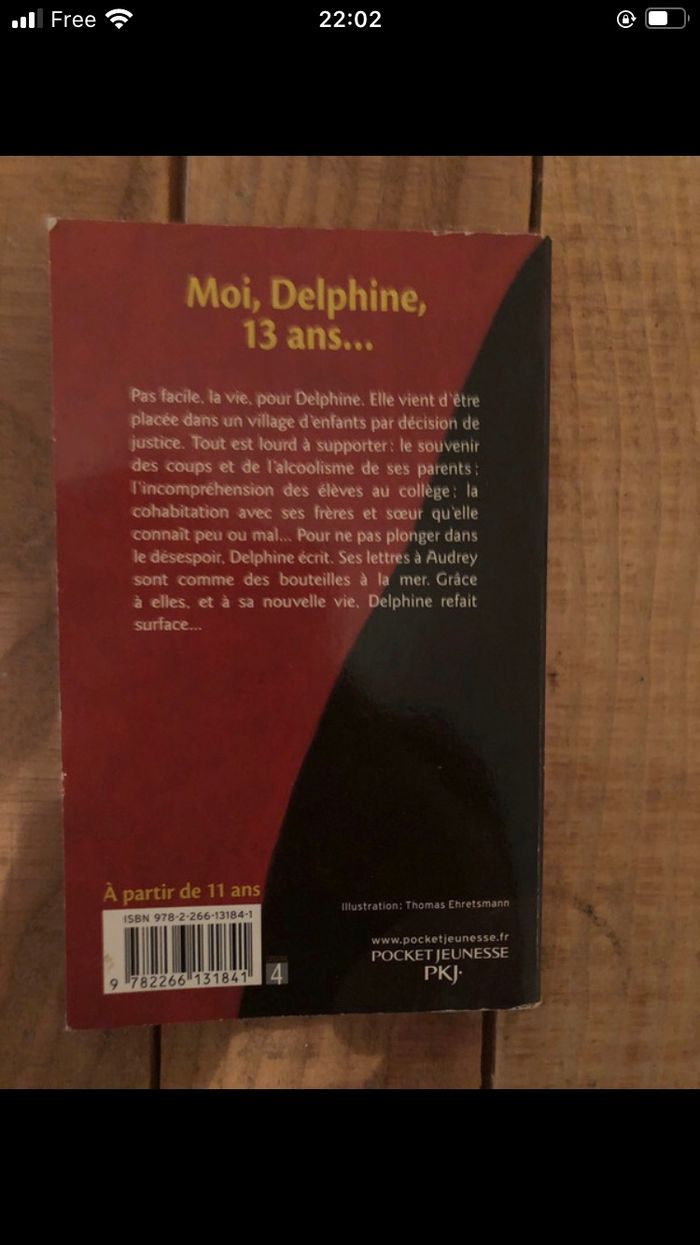 Free
22:02
Moi, Delphine,
13 ans...
Pas facile, la vie, pour Delphine. Elle vient d'être
placée dans un village d'enfants par décision de
justice. Tout est lourd à supporter : le souvenir
des coups et de l'alcoolisme de ses parents ;
l'incompréhension des élèves au collège ; la
cohabitation avec ses frères et sœur qu'elle
connaît peu ou mal... Pour ne pas plonger dans
le désespoir, Delphine écrit. Ses lettres à Audrey
sont comme des bouteilles à la mer. Grâce
à elles, et à sa nouvelle vie, Delphine refait
surface...
À partir de 11 ans
ISBN 978-2-266-13184-1
9 782266 131841
4
Illustration : Thomas Ehretsmann
www.pocketjeunesse.fr
POCKET JEUNESSE
PKJ·